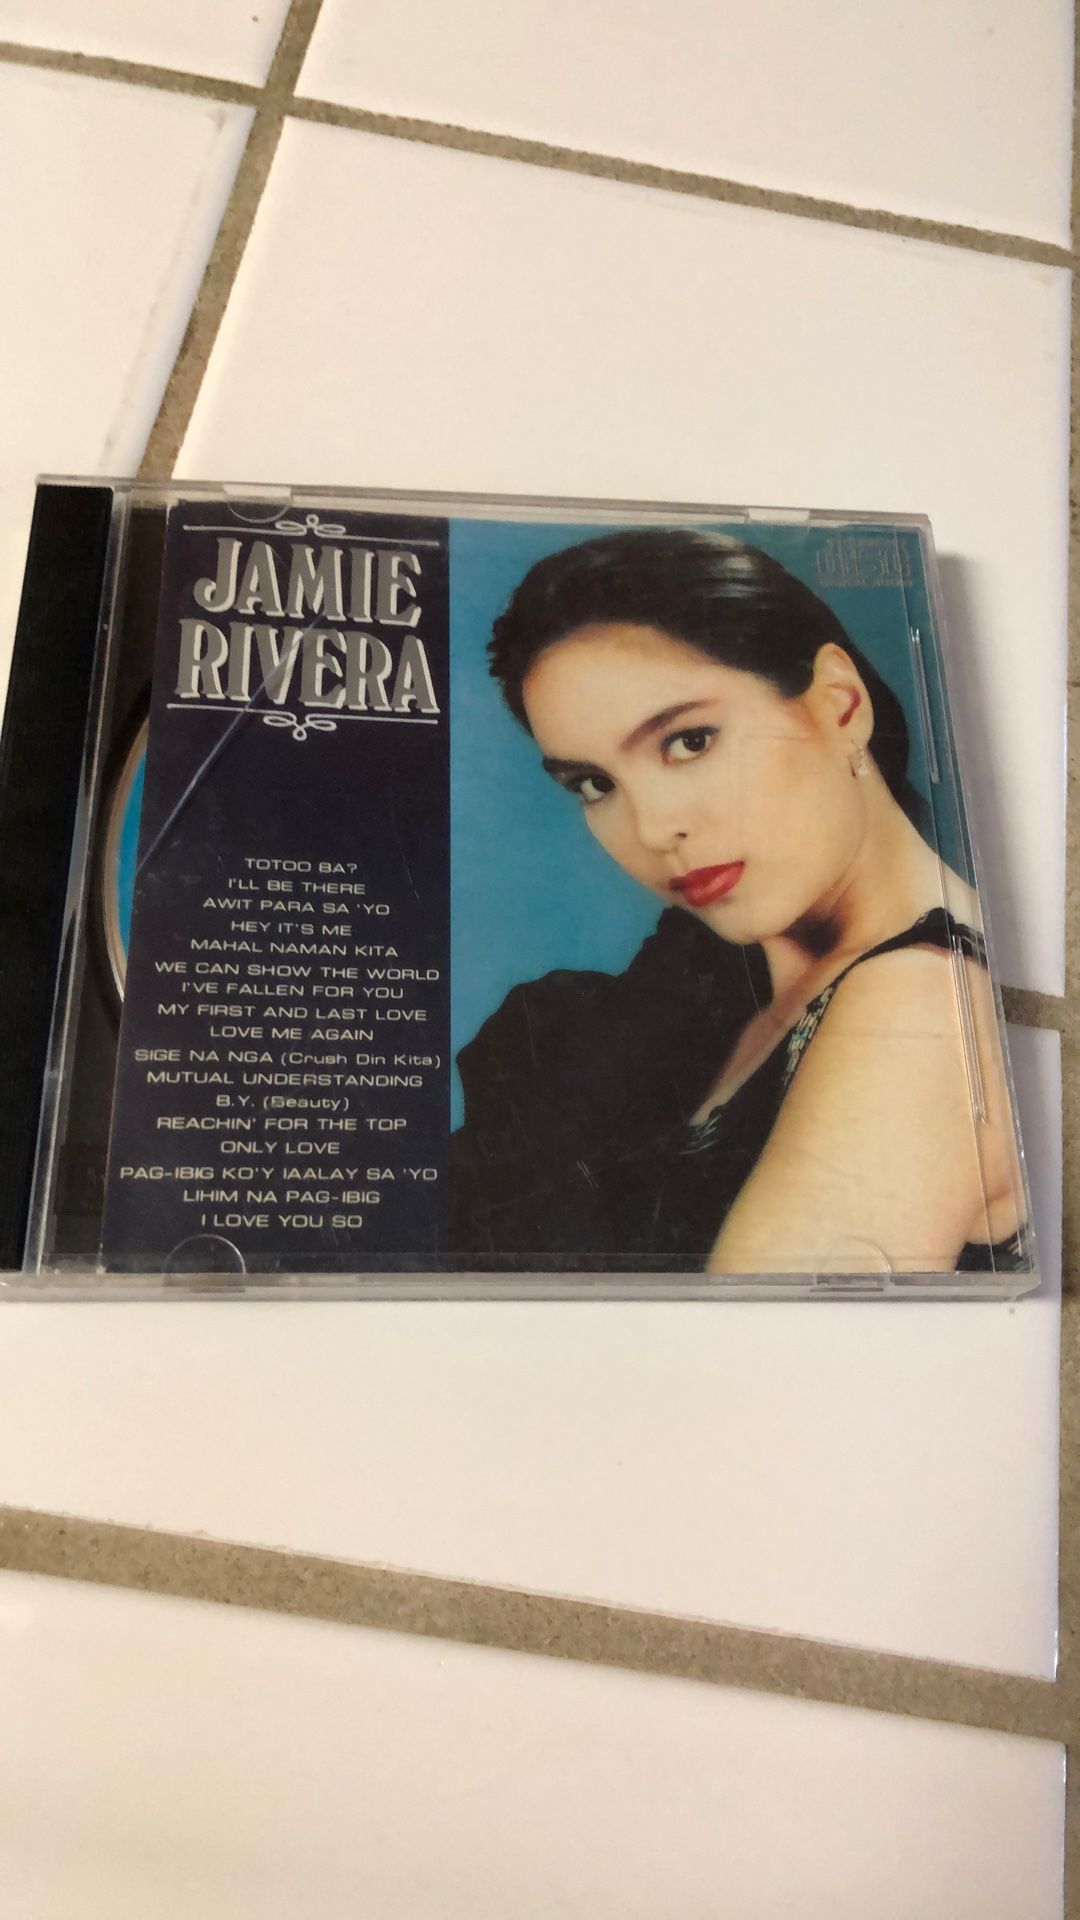 JAMIE
RIVERA
TOTOO BA?
I'LL BE THERE
AWIT PARA SA 'YO
HEY IT'S ME
MAHAL NAMAN KITA
WE CAN SHOW THE WORLD
I'VE FALLEN FOR YOU
MY FIRST AND LAST LOVE
LOVE ME AGAIN
SIGE NA NGA (Crush Din Kita)
MUTUAL UNDERSTANDING
B.Y. (Beauty)
REACHIN' FOR THE TOP
ONLY LOVE
PAG-IBIG KO'Y IAALAY SA 'YO
LIHIM NA PAG-IBIG
I LOVE YOU SO
disc
DIGITAL AUDIO